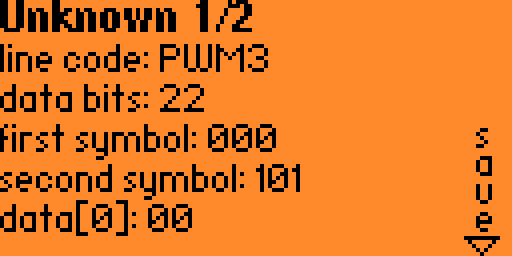 Unknown 1/2
line code: PWM3
data bits: 22
first symbol: 000
second symbol: 101
data[0]: 00
save